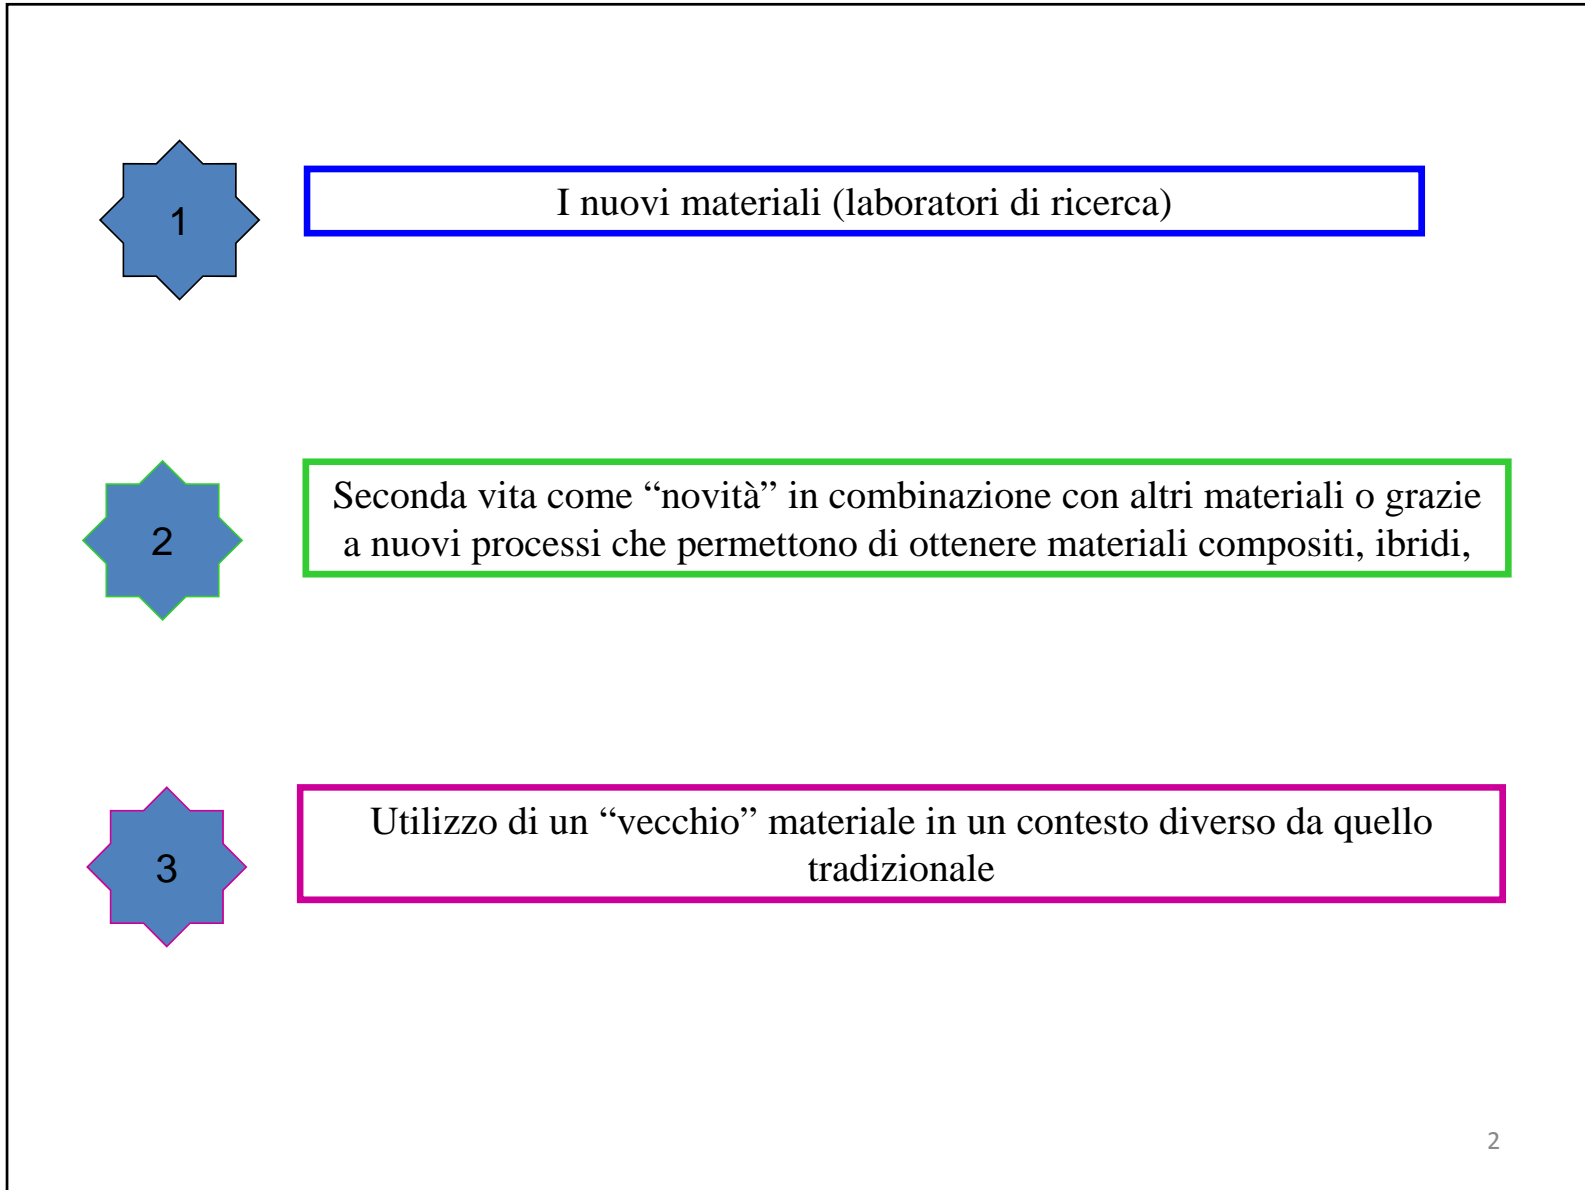 1
I nuovi materiali (laboratori di ricerca)
2
Seconda vita come “novità” in combinazione con altri materiali o grazie
a nuovi processi che permettono di ottenere materiali compositi, ibridi,
3
Utilizzo di un “vecchio” materiale in un contesto diverso da quello
tradizionale
2